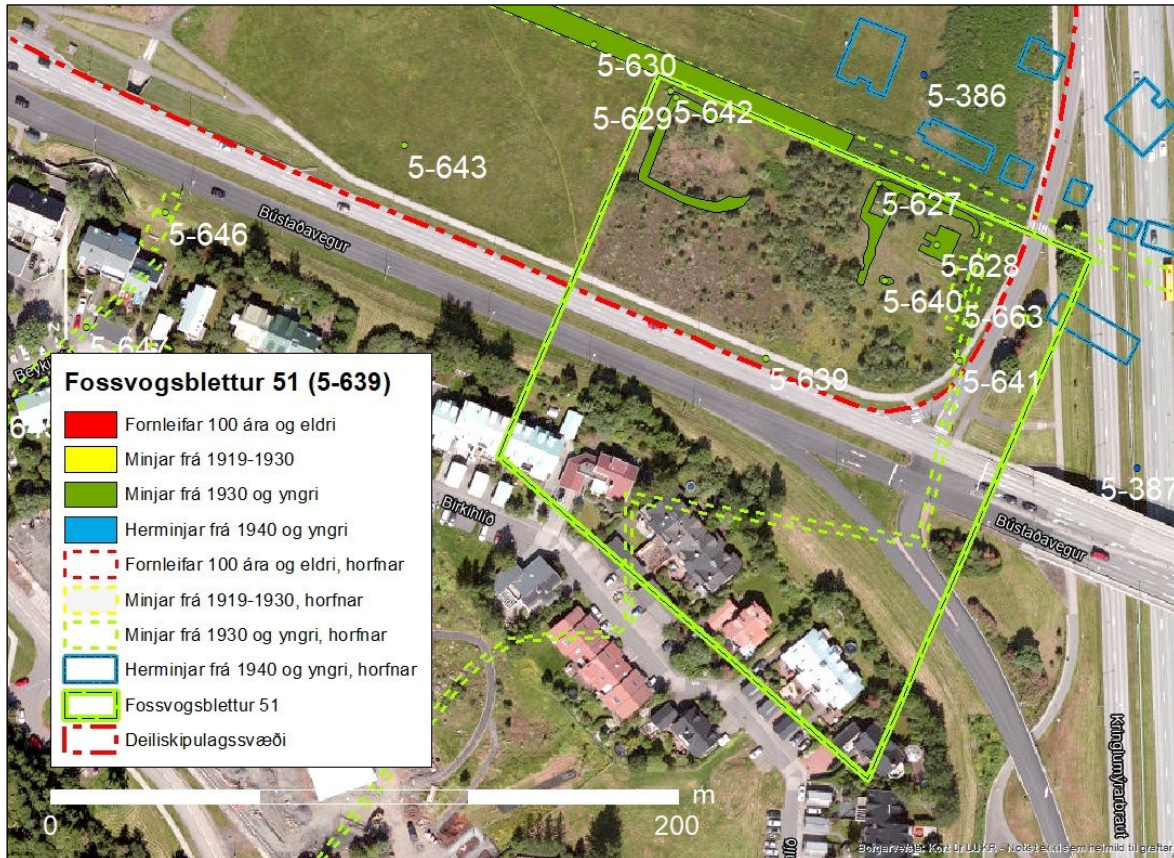 5-630
5-386
5-629
5-642
5-643
5-627
5-646
Bústaðavegur
5-628
5-640
5-663
5-647
5-639
5-641
5-387
Birkihlíð
Bústaðavegur
Kringlumýrarbraut
Fossvogsblettur 51 (5-639)
Fornleifar 100 ára og eldri
Minjar frá 1919-1930
Minjar frá 1930 og yngri
Herminjar frá 1940 og yngri
Fornleifar 100 ára og eldri, horfnar
Minjar frá 1919-1930, horfnar
Minjar frá 1930 og yngri, horfnar
Herminjar frá 1940 og yngri, horfnar
Fossvogsblettur 51
Deiliskipulagssvæði
m
0 200